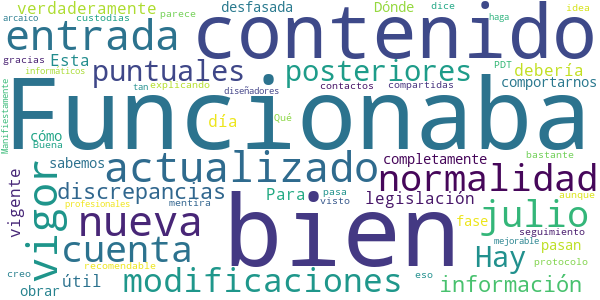 verdaderamente
arcaico custodias parece desfasada Dónde dice haga idea
entrada contenido
gracias Esta puntuales posteriores PDT debería
informáticos tan explicando diseñadores contactos compartidas comportarnos
Manifiestamente
Funcionaba
cómo Buena día Qué
sabemos actualizado completamente bastante
vigente vigor discrepancias Para pasa visto legislación normalidad aunque
profesionales mentira nueva bien fase julio
cuenta seguimiento
creo recomendable Hay mejorable pasan
útil eso protocolo
obrar modificaciones información